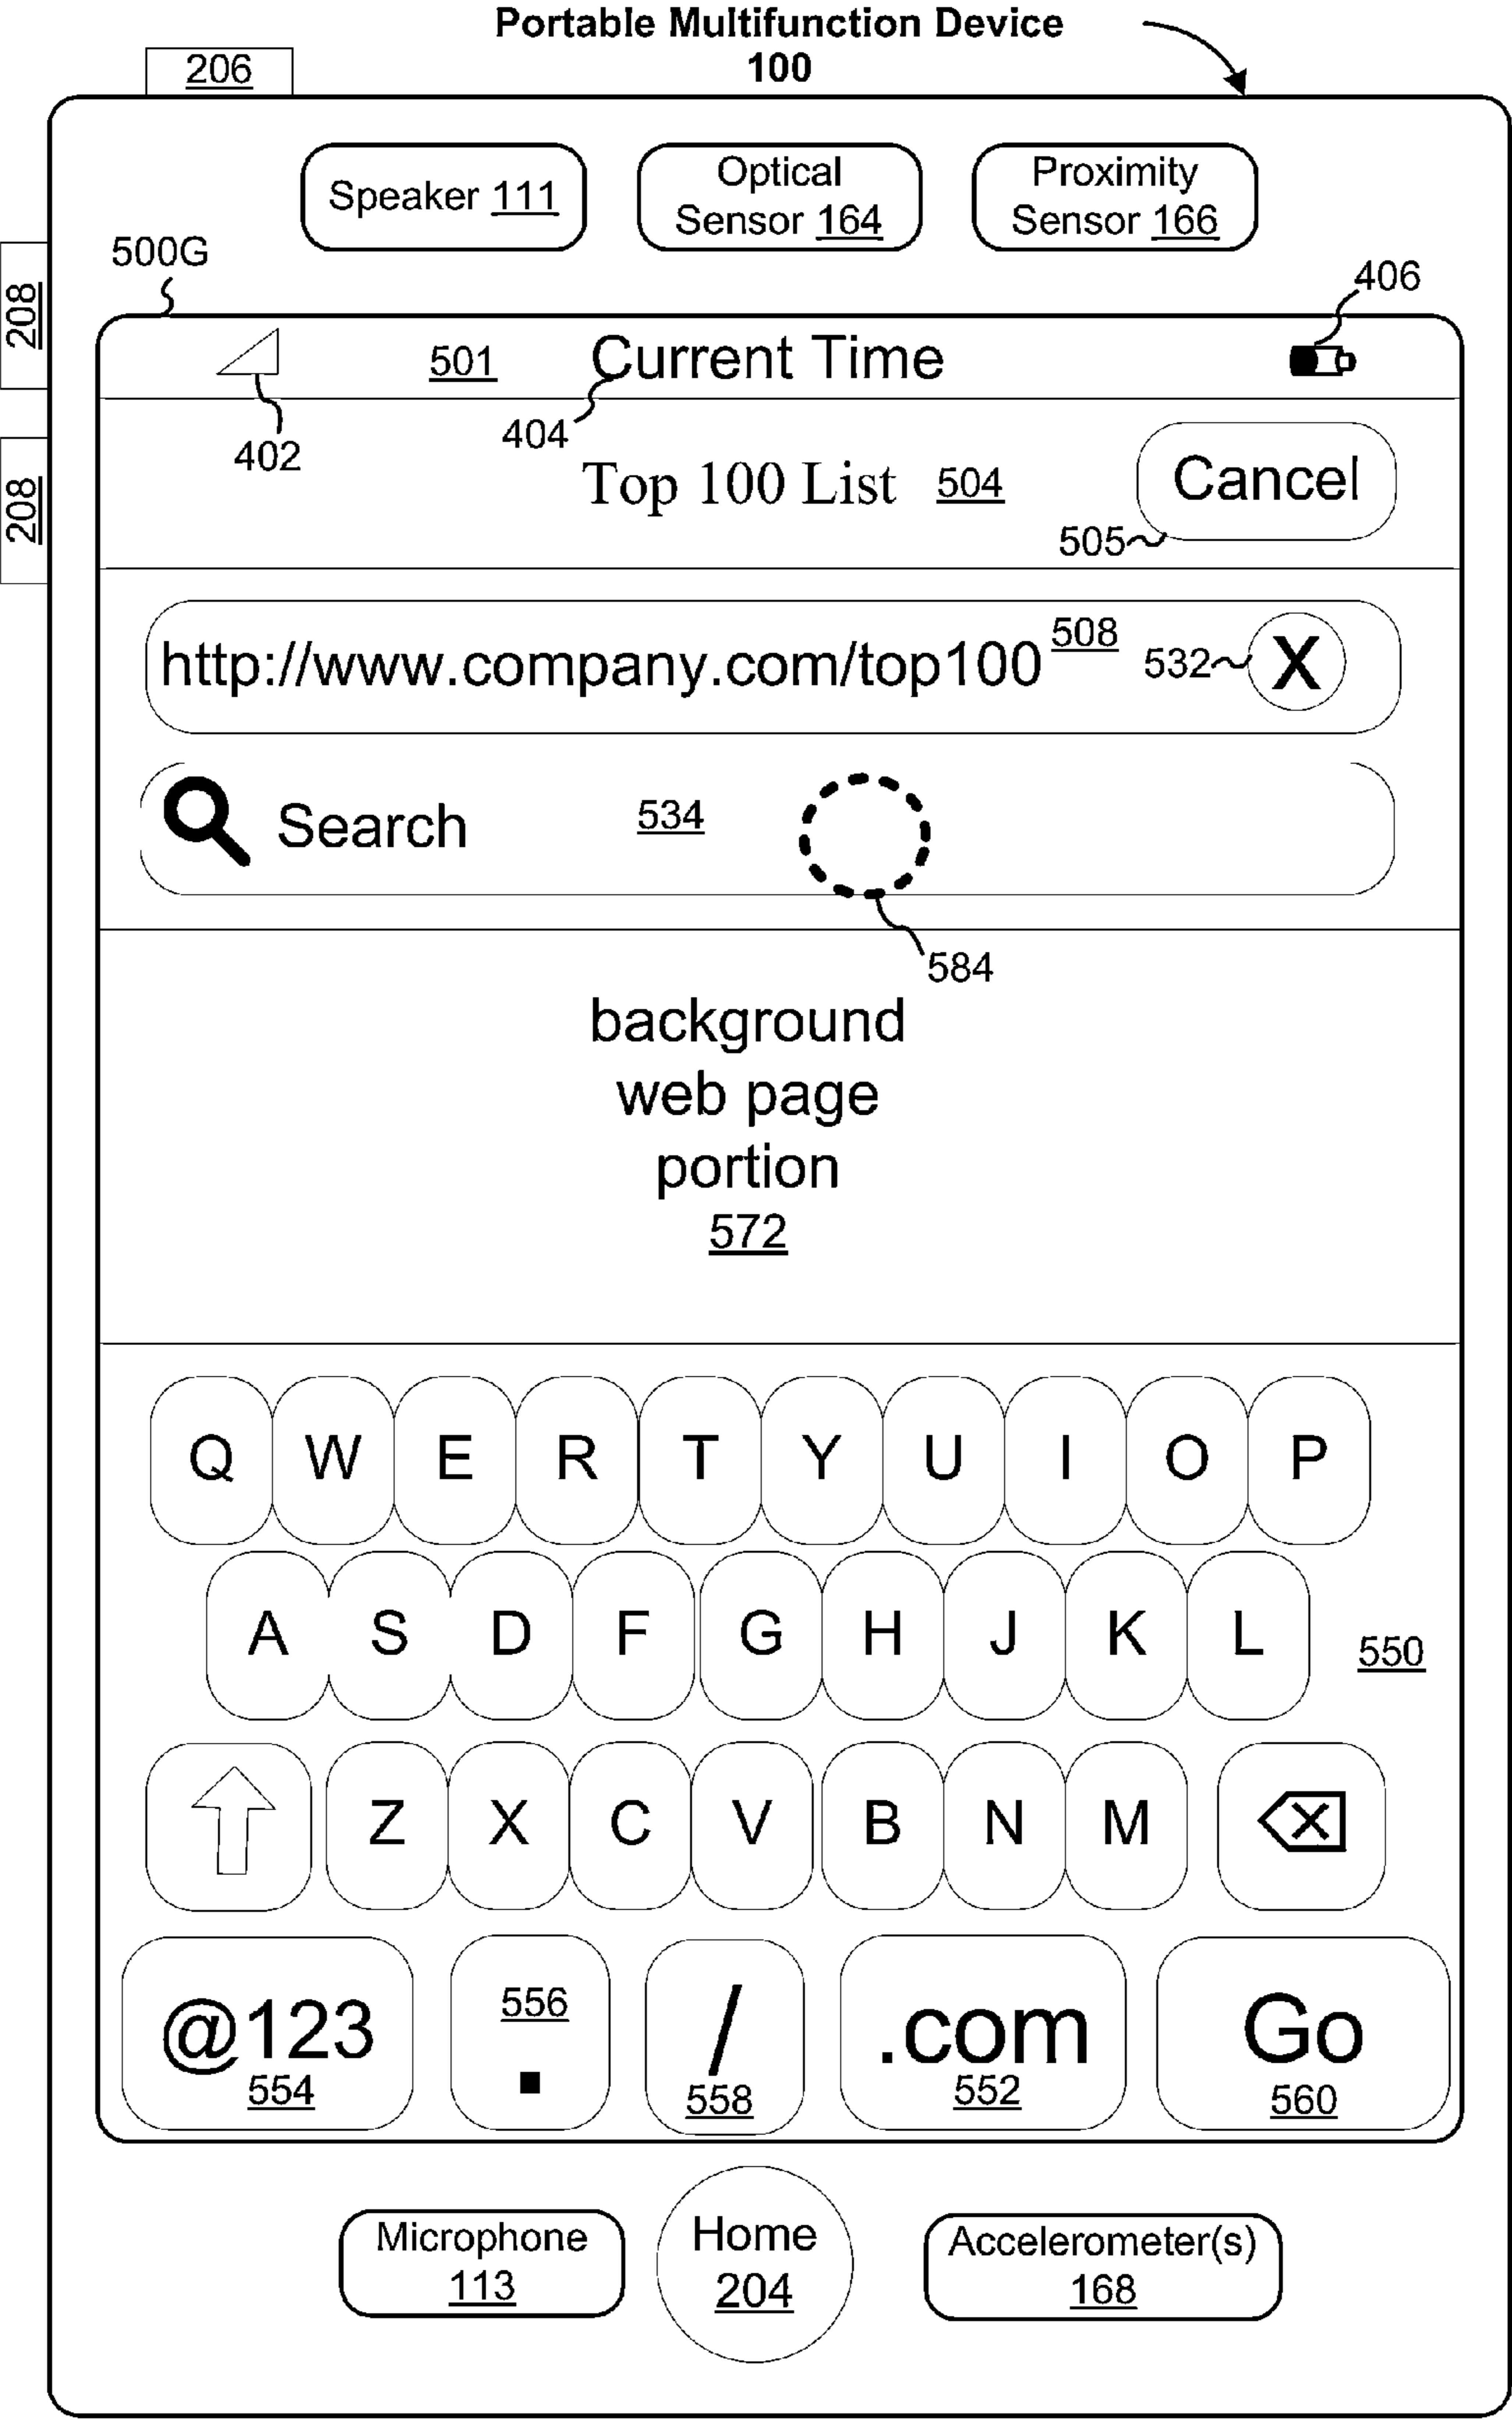 Portable Multifunction Device
100
206
Speaker 111
Optical
Sensor 164
Proximity
Sensor 166
500G
406
208
501
Current Time
402
404
208
Top 100 List 504
Cancel
505
http://www.company.com/top100 508
532
X
Search
534
584
background
web page
portion
572
Q W E R T Y U I O P
A S D F G H J K L
550
Z X C V B N M
@123
554
556
.
/
558
.com
552
Go
560
Microphone
113
Home
204
Accelerometer(s)
168